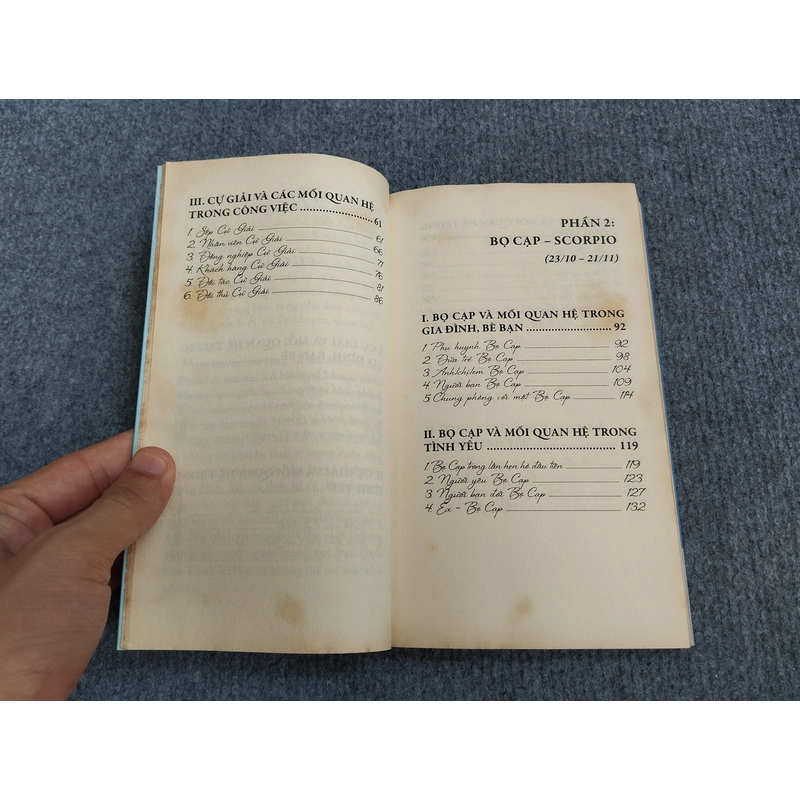 III. CỰ GIẢI VÀ CÁC MỐI QUAN HỆ
TRONG CÔNG VIỆC ................ 61
1. Sếp Cự Giải 61
2. Nhân viên Cự Giải 66
3. Đồng nghiệp Cự Giải 71
4. Khách hàng Cự Giải 76
5. Đối tác Cự Giải 81
6. Đối thủ Cự Giải 86
PHẦN 2:
BỌ CẠP – SCORPIO
(23/10 – 21/11)
I. BỌ CẠP VÀ MỐI QUAN HỆ TRONG
GIA ĐÌNH, BÈ BẠN ................ 92
1. Phụ huynh Bọ Cạp 92
2. Đứa trẻ Bọ Cạp 98
3. Anh/chị/em Bọ Cạp 104
4. Người bạn Bọ Cạp 109
5. Chung phòng với một Bọ Cạp 114
II. BỌ CẠP VÀ MỐI QUAN HỆ TRONG
TÌNH YÊU ................ 119
1. Bọ Cạp trong lần hẹn hò đầu tiên 119
2. Người yêu Bọ Cạp 123
3. Người bạn đời Bọ Cạp 127
4. Ex – Bọ Cạp 132